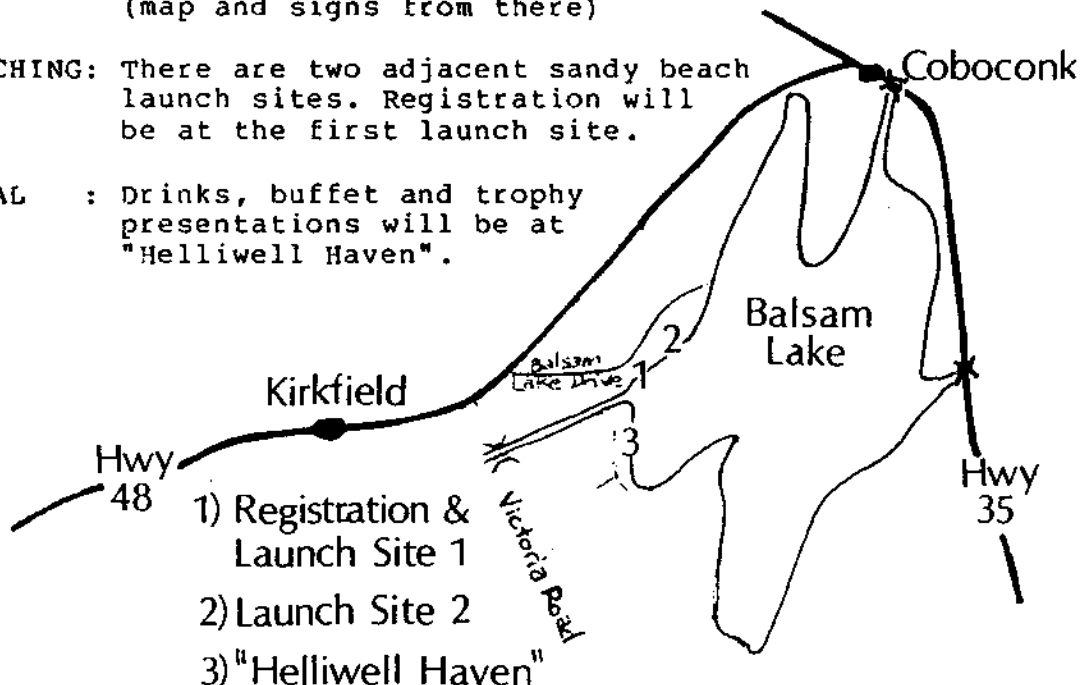 (map and signs from there)
CHING: There are two adjacent sandy beach
launch sites. Registration will
be at the first launch site.
AL : Drinks, buffet and trophy
presentations will be at
"Helliwell Haven".
Coboconk
Balsam
Lake
2
Balsam
Lake Drive
1
Kirkfield
3
Hwy
48
Hwy
35
Victoria Road
1) Registration &
Launch Site 1
2) Launch Site 2
3) "Helliwell Haven"